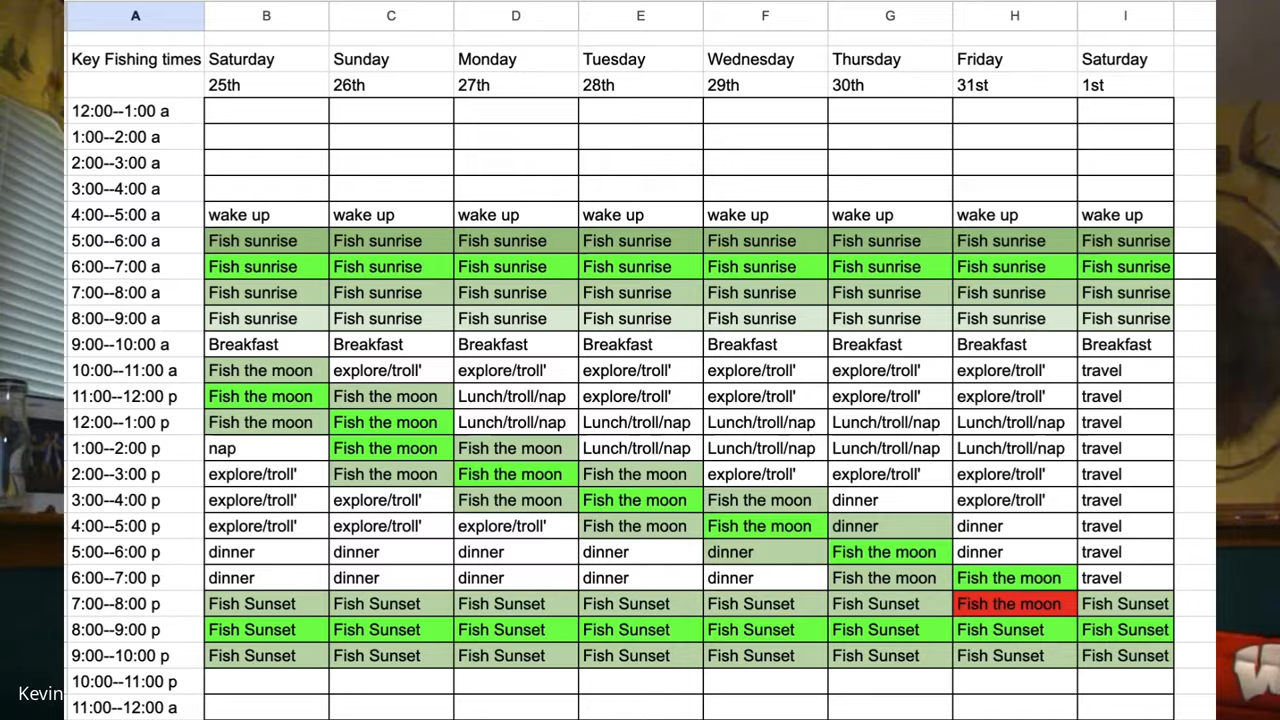 A B C D E F G H I
Key Fishing times Saturday Sunday Monday Tuesday Wednesday Thursday Friday Saturday
25th 26th 27th 28th 29th 30th 31st 1st
12:00--1:00 a
1:00--2:00 a
2:00--3:00 a
3:00--4:00 a
4:00--5:00 a wake up wake up wake up wake up wake up wake up wake up wake up
5:00--6:00 a Fish sunrise Fish sunrise Fish sunrise Fish sunrise Fish sunrise Fish sunrise Fish sunrise Fish sunrise
6:00--7:00 a Fish sunrise Fish sunrise Fish sunrise Fish sunrise Fish sunrise Fish sunrise Fish sunrise Fish sunrise
7:00--8:00 a Fish sunrise Fish sunrise Fish sunrise Fish sunrise Fish sunrise Fish sunrise Fish sunrise Fish sunrise
8:00--9:00 a Fish sunrise Fish sunrise Fish sunrise Fish sunrise Fish sunrise Fish sunrise Fish sunrise Fish sunrise
9:00--10:00 a Breakfast Breakfast Breakfast Breakfast Breakfast Breakfast Breakfast Breakfast
10:00--11:00 a Fish the moon explore/troll' explore/troll' explore/troll' explore/troll' explore/troll' explore/troll' travel
11:00--12:00 p Fish the moon Fish the moon Lunch/troll/nap explore/troll' explore/troll' explore/troll' explore/troll' travel
12:00--1:00 p Fish the moon Fish the moon Lunch/troll/nap Lunch/troll/nap Lunch/troll/nap Lunch/troll/nap Lunch/troll/nap travel
1:00--2:00 p nap Fish the moon Fish the moon Lunch/troll/nap Lunch/troll/nap Lunch/troll/nap Lunch/troll/nap travel
2:00--3:00 p explore/troll' Fish the moon Fish the moon Fish the moon explore/troll' explore/troll' explore/troll' travel
3:00--4:00 p explore/troll' explore/troll' Fish the moon Fish the moon Fish the moon dinner explore/troll' travel
4:00--5:00 p explore/troll' explore/troll' explore/troll' Fish the moon Fish the moon dinner dinner travel
5:00--6:00 p dinner dinner dinner dinner dinner Fish the moon dinner travel
6:00--7:00 p dinner dinner dinner dinner dinner Fish the moon Fish the moon travel
7:00--8:00 p Fish Sunset Fish Sunset Fish Sunset Fish Sunset Fish Sunset Fish Sunset Fish the moon Fish Sunset
8:00--9:00 p Fish Sunset Fish Sunset Fish Sunset Fish Sunset Fish Sunset Fish Sunset Fish Sunset Fish Sunset
9:00--10:00 p Fish Sunset Fish Sunset Fish Sunset Fish Sunset Fish Sunset Fish Sunset Fish Sunset Fish Sunset
10:00--11:00 p
11:00--12:00 a
Kevin